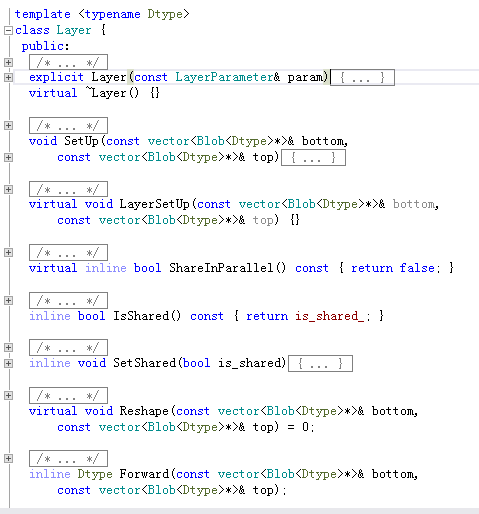 template <typename Dtype>
class Layer {
public:
/* ... */
explicit Layer(const LayerParameter& param){ ... }
virtual ~Layer() {}
/* ... */
void SetUp(const vector<Blob<Dtype>*>& bottom,
const vector<Blob<Dtype>*>& top){ ... }
/* ... */
virtual void LayerSetUp(const vector<Blob<Dtype>*>& bottom,
const vector<Blob<Dtype>*>& top) {}
/* ... */
virtual inline bool ShareInParallel() const { return false; }
/* ... */
inline bool IsShared() const { return is_shared_; }
/* ... */
inline void SetShared(bool is_shared){ ... }
/* ... */
virtual void Reshape(const vector<Blob<Dtype>*>& bottom,
const vector<Blob<Dtype>*>& top) = 0;
/* ... */
inline Dtype Forward(const vector<Blob<Dtype>*>& bottom,
const vector<Blob<Dtype>*>& top);